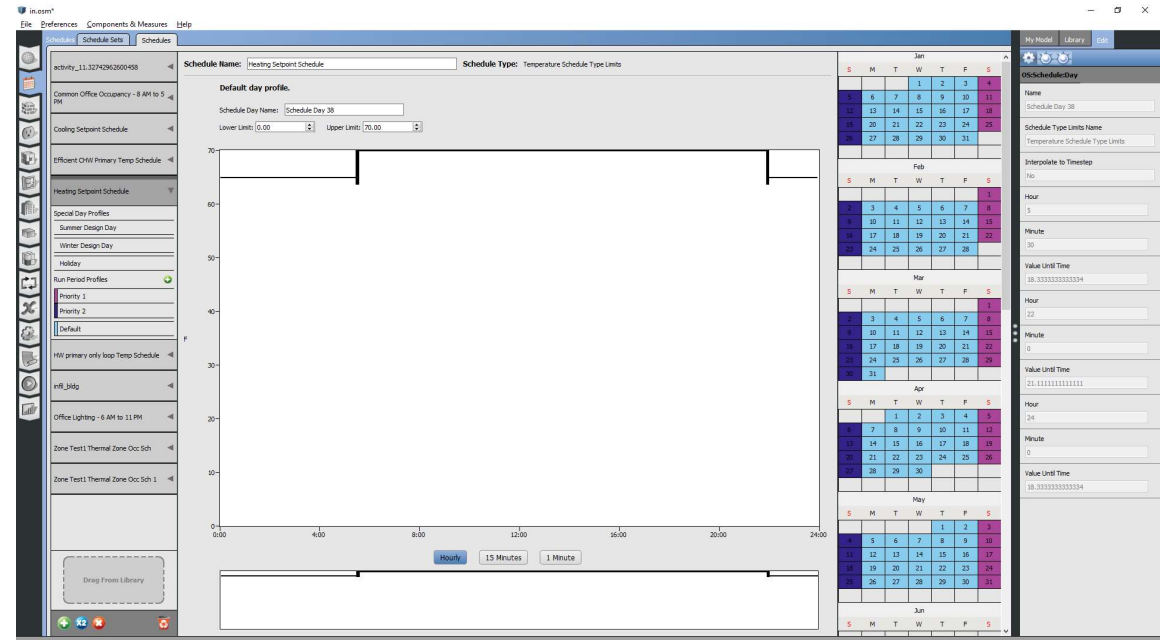 in.osm*
File Preferences Components & Measures Help
Schedules Schedule Sets Schedules
My Model Library Edit
activity_11.32742962600458
Common Office Occupancy - 8 AM to 5 PM
Cooling Setpoint Schedule
Efficient CHW Primary Temp Schedule
Heating Setpoint Schedule
Special Day Profiles
Summer Design Day
Winter Design Day
Holiday
Run Period Profiles
Priority 1
Priority 2
Default
HW primary only loop Temp Schedule
infil_bldg
Office Lighting - 6 AM to 11 PM
Zone Test1 Thermal Zone Occ Sch
Zone Test1 Thermal Zone Occ Sch 1
Drag From Library
X2
Schedule Name: Heating Setpoint Schedule Schedule Type: Temperature Schedule Type Limits
Default day profile.
Schedule Day Name: Schedule Day 38
Lower Limit: 0.00 Upper Limit: 70.00
70
60
50
40
F
30
20
10
0
0:00 4:00 8:00 12:00 16:00 20:00 24:00
Hourly 15 Minutes 1 Minute
Jan
S M T W T F S
1 2 3 4
5 6 7 8 9 10 11
12 13 14 15 16 17 18
19 20 21 22 23 24 25
26 27 28 29 30 31
Feb
S M T W T F S
1
2 3 4 5 6 7 8
9 10 11 12 13 14 15
16 17 18 19 20 21 22
23 24 25 26 27 28
Mar
S M T W T F S
1
2 3 4 5 6 7 8
9 10 11 12 13 14 15
16 17 18 19 20 21 22
23 24 25 26 27 28 29
30 31
Apr
S M T W T F S
1 2 3 4 5
6 7 8 9 10 11 12
13 14 15 16 17 18 19
20 21 22 23 24 25 26
27 28 29 30
May
S M T W T F S
1 2 3
4 5 6 7 8 9 10
11 12 13 14 15 16 17
18 19 20 21 22 23 24
25 26 27 28 29 30 31
Jun
S M T W T F S
OS:Schedule:Day
Name
Schedule Day 38
Schedule Type Limits Name
Temperature Schedule Type Limits
Interpolate to Timestep
No
Hour
5
Minute
30
Value Until Time
18.3333333333334
Hour
22
Minute
0
Value Until Time
21.1111111111111
Hour
24
Minute
0
Value Until Time
18.3333333333334